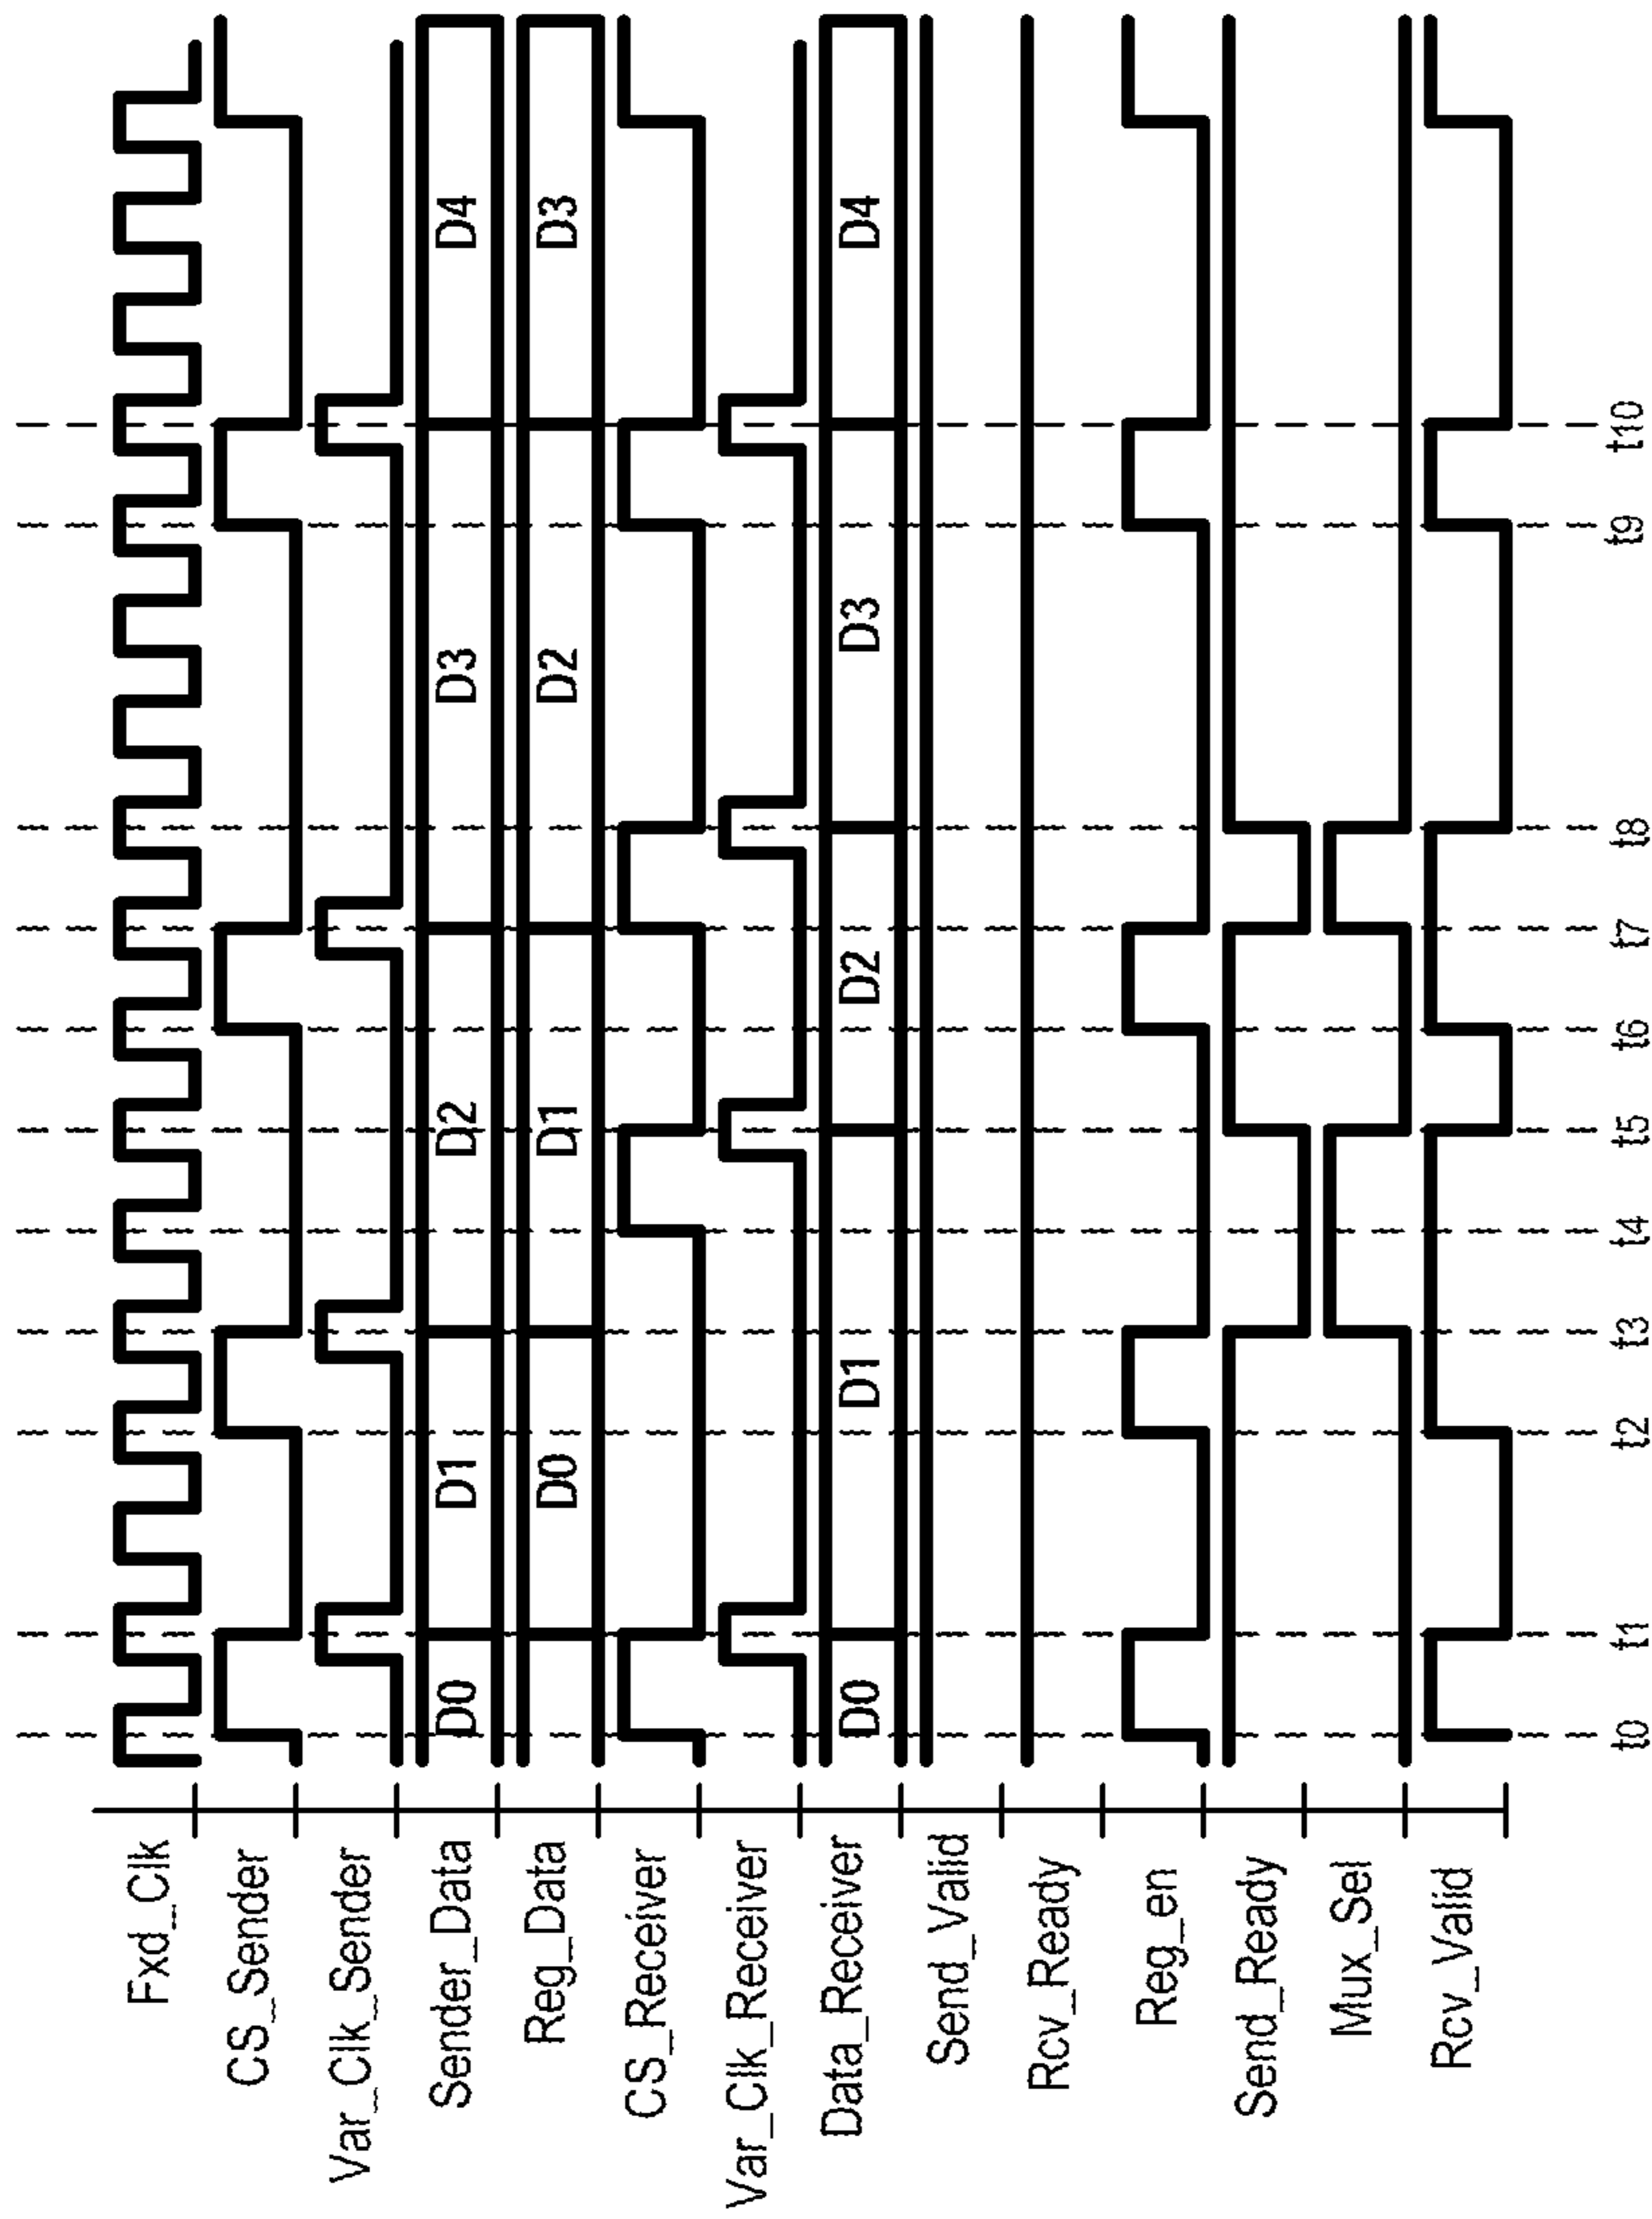 Fxd_Clk
CS_Sender
Var_Clk_Sender
Sender_Data D0 D1 D2 D3 D4
Reg_Data D0 D1 D2 D3
CS_Receiver
Var_Clk_Receiver
Data_Receiver D0 D1 D2 D3 D4
Send_Valid
Rcv_Ready
Reg_en
Send_Ready
Mux_Sel
Rcv_Valid
t0 t1 t2 t3 t4 t5 t6 t7 t8 t9 t10